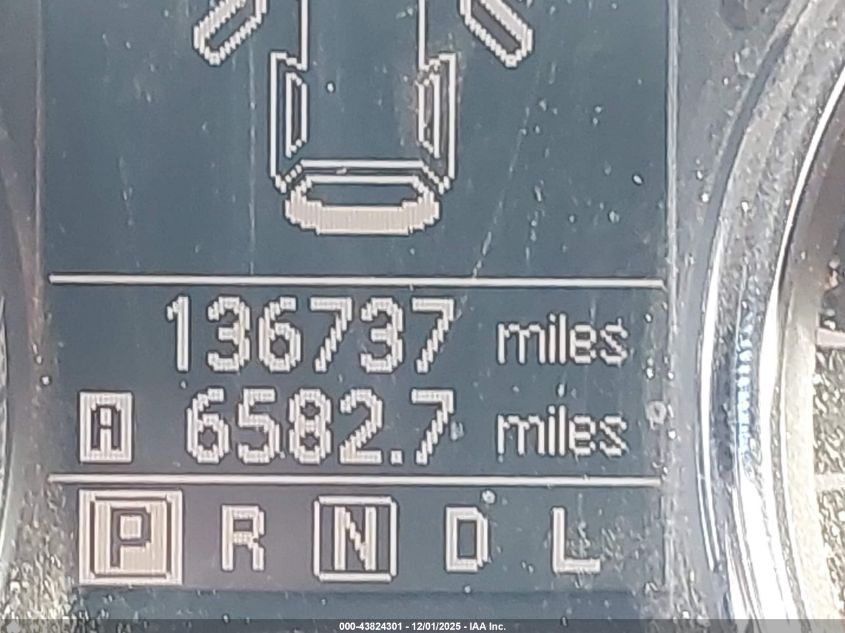 136737 miles
A 6582.7 miles
P R N D L
000-43824301 - 12/01/2025 - IAA Inc.